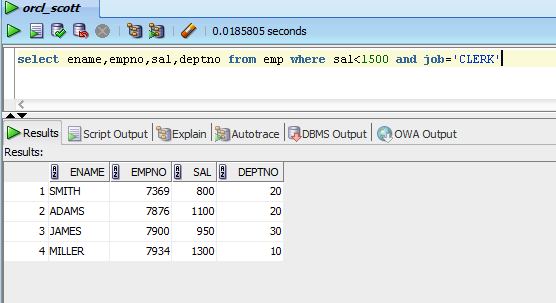 orcl_scott
0.0185805 seconds
select ename,empno,sal,deptno from emp where sal<1500 and job='CLERK'
Results Script Output Explain Autotrace DBMS Output OWA Output
Results:
ENAME EMPNO SAL DEPTNO
1 SMITH 7369 800 20
2 ADAMS 7876 1100 20
3 JAMES 7900 950 30
4 MILLER 7934 1300 10